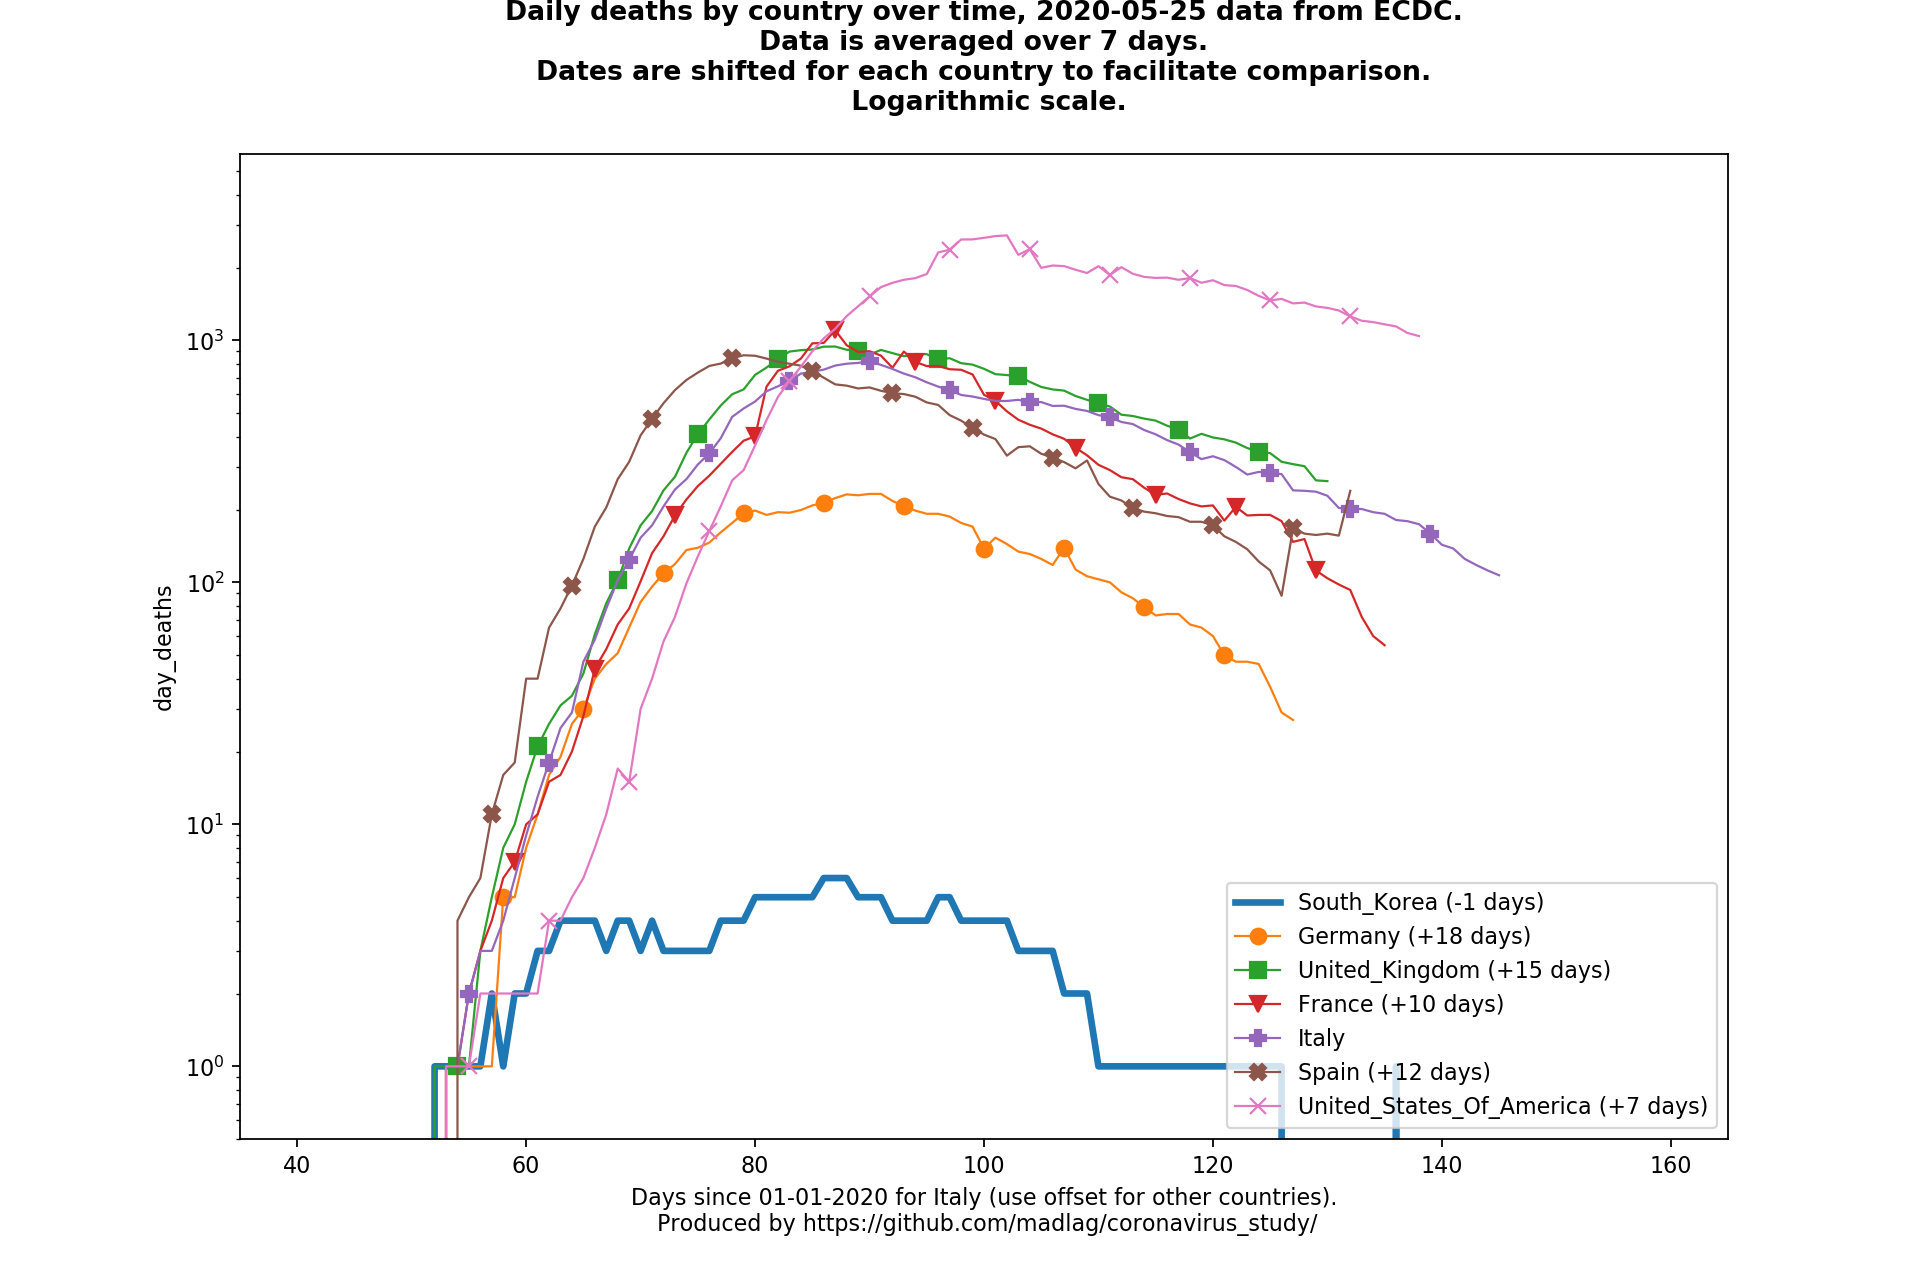 Daily deaths by country over time, 2020-05-25 data from ECDC.
Data is averaged over 7 days.
Dates are shifted for each country to facilitate comparison.
Logarithmic scale.
10³
10²
10¹
10⁰
day_deaths
South_Korea (-1 days)
Germany (+18 days)
United_Kingdom (+15 days)
France (+10 days)
Italy
Spain (+12 days)
United_States_Of_America (+7 days)
40 60 80 100 120 140 160
Days since 01-01-2020 for Italy (use offset for other countries).
Produced by https://github.com/madlag/coronavirus_study/